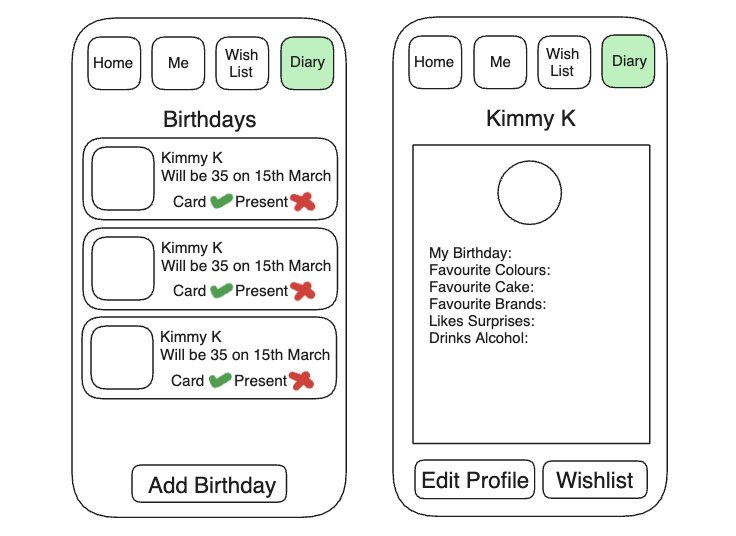 Home Me Wish List Diary
Birthdays
Kimmy K
Will be 35 on 15th March
Card Present
Kimmy K
Will be 35 on 15th March
Card Present
Kimmy K
Will be 35 on 15th March
Card Present
Add Birthday
Home Me Wish List Diary
Kimmy K
My Birthday:
Favourite Colours:
Favourite Cake:
Favourite Brands:
Likes Surprises:
Drinks Alcohol:
Edit Profile Wishlist